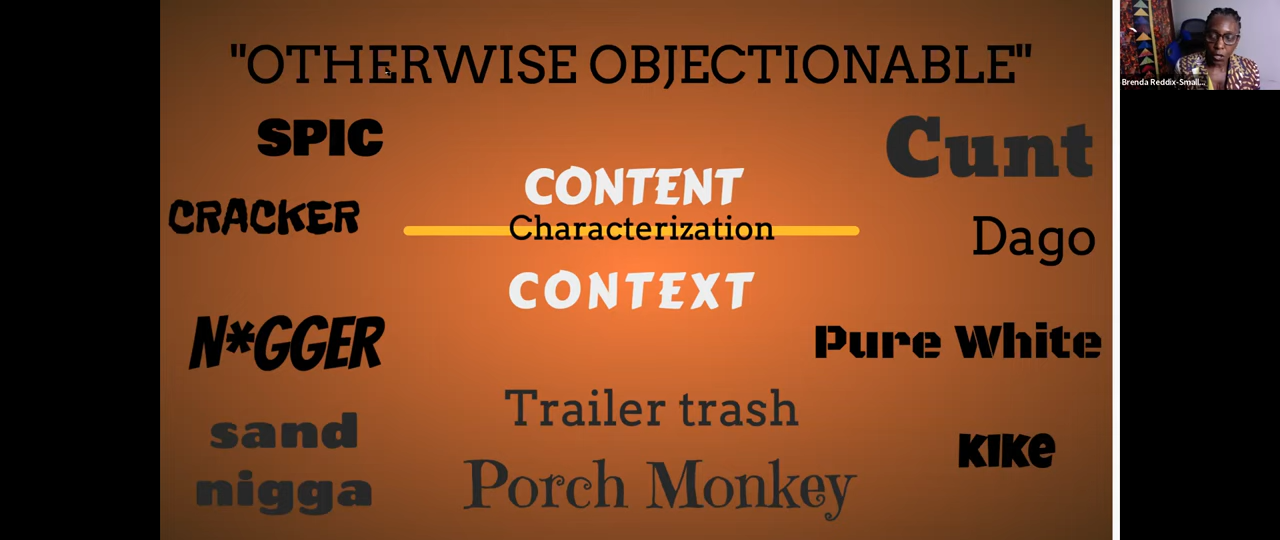 "OTHERWISE OBJECTIONABLE"
SPIC
Cunt
CONTENT
CRACKER
Characterization
Dago
CONTEXT
N*GGER
Pure White
Trailer trash
sand
nigga
KIKe
Porch Monkey
Brenda Reddix-Small...